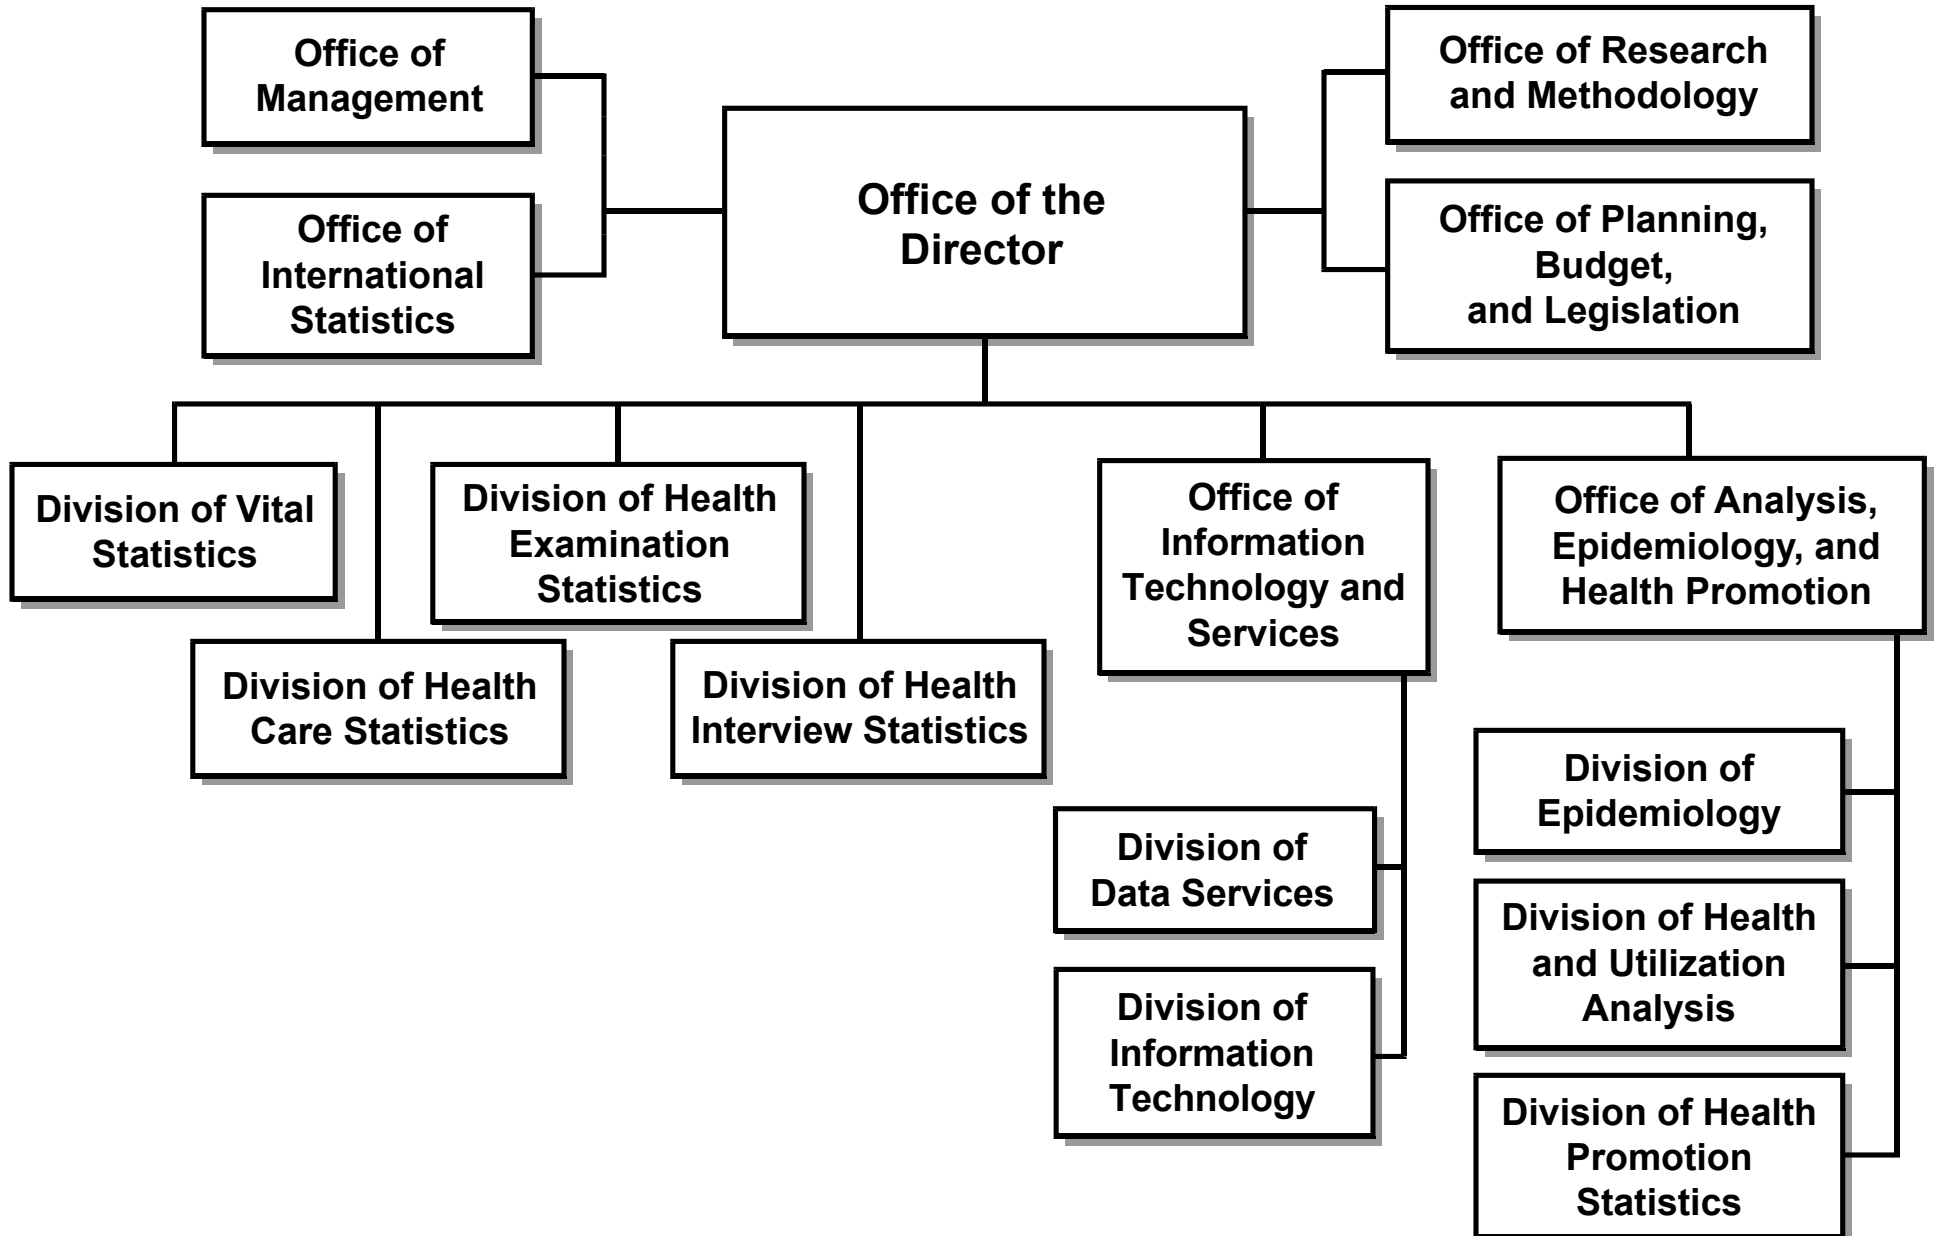 Office of
Management
Office of
International
Statistics
Office of the
Director
Office of Research
and Methodology
Office of Planning,
Budget,
and Legislation
Division of Vital
Statistics
Division of Health
Care Statistics
Division of Health
Examination
Statistics
Division of Health
Interview Statistics
Office of
Information
Technology and
Services
Division of
Data Services
Division of
Information
Technology
Office of Analysis,
Epidemiology, and
Health Promotion
Division of
Epidemiology
Division of Health
and Utilization
Analysis
Division of Health
Promotion
Statistics